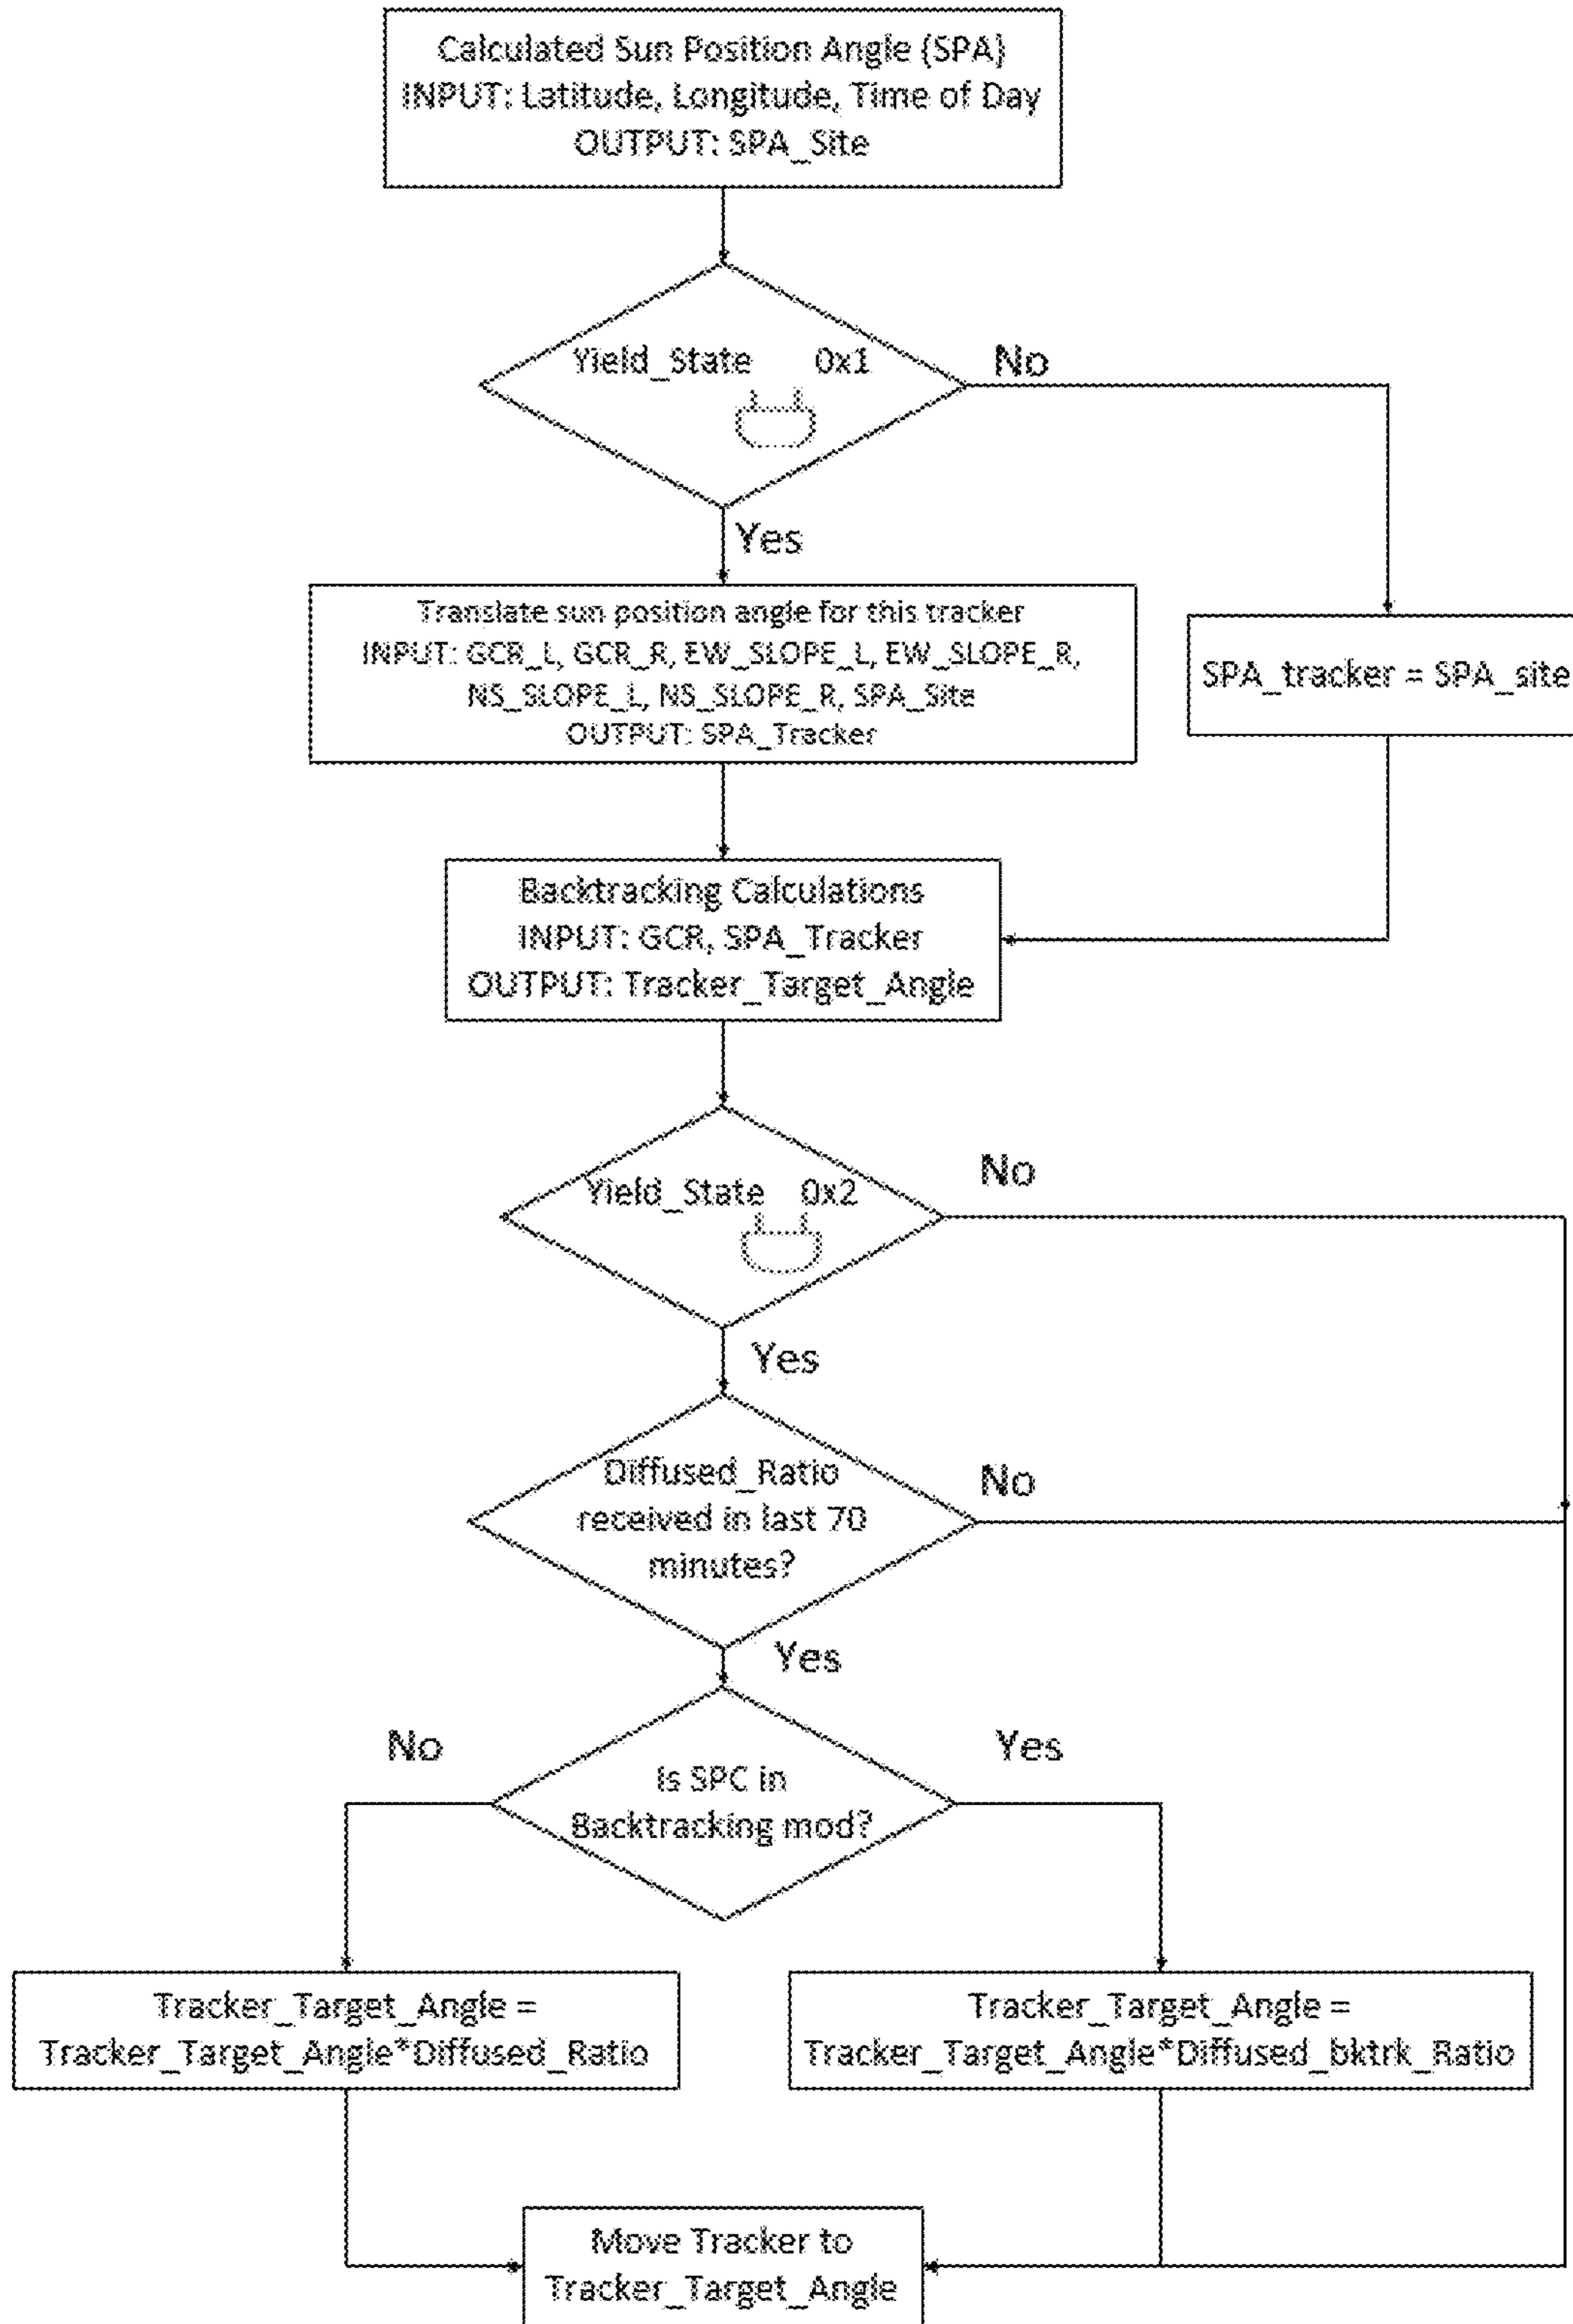 Calculated Sun Position Angle (SPA)
INPUT: Latitude, Longitude, Time of Day
OUTPUT: SPA_Site
Yield_State 0x1
No
Yes
Translate sun position angle for this tracker
INPUT: GCR_L, GCR_R, EW_SLOPE_L, EW_SLOPE_R,
NS_SLOPE_L, NS_SLOPE_R, SPA_Site
OUTPUT: SPA_Tracker
SPA_tracker = SPA_site
Backtracking Calculations
INPUT: GCR, SPA_Tracker
OUTPUT: Tracker_Target_Angle
Yield_State 0x2
No
Yes
Diffused_Ratio
received in last 70
minutes?
No
Yes
Is SPC in
Backtracking mod?
No
Yes
Tracker_Target_Angle =
Tracker_Target_Angle*Diffused_Ratio
Tracker_Target_Angle =
Tracker_Target_Angle*Diffused_bktrk_Ratio
Move Tracker to
Tracker_Target_Angle